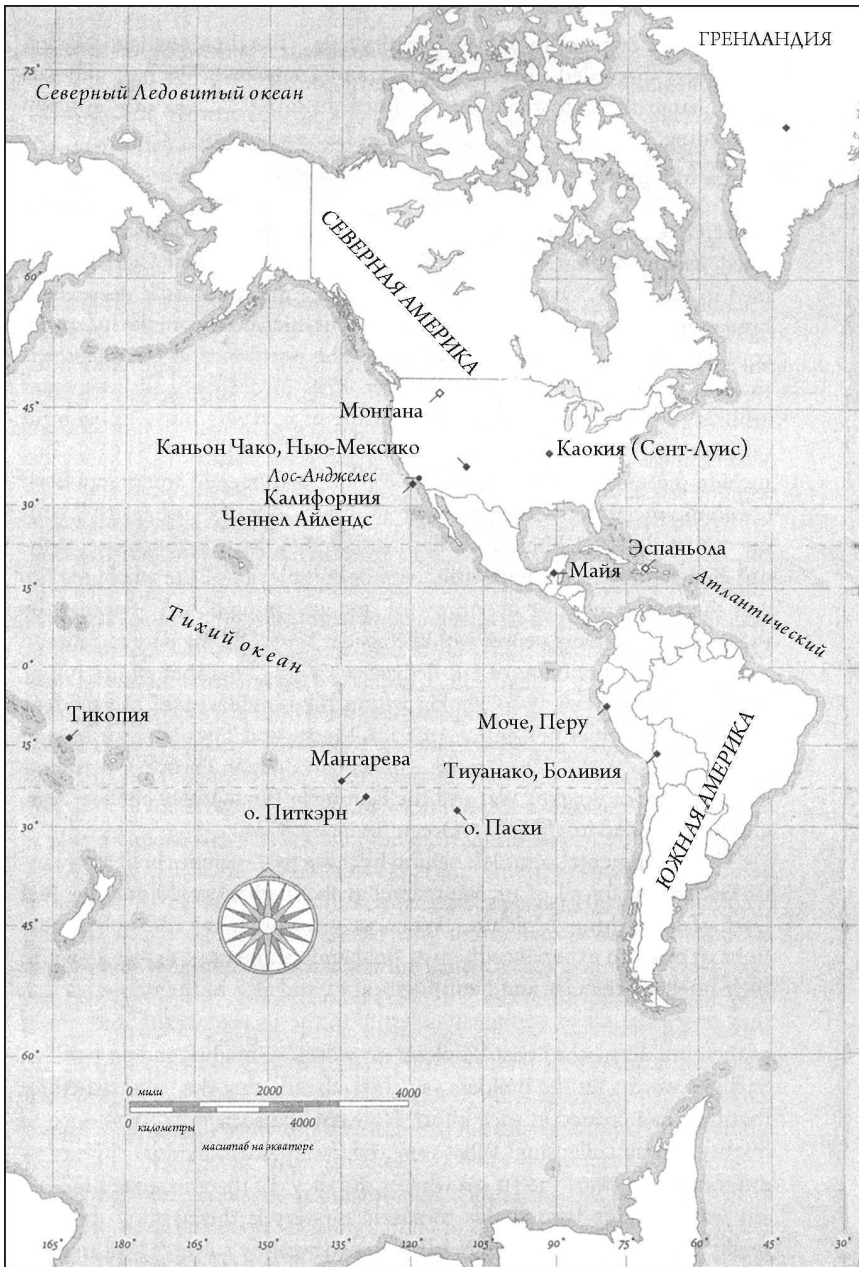 ГРЕНЛАНДИЯ
75°
Северный Ледовитый океан
СЕВЕРНАЯ АМЕРИКА
60°
45°
Монтана
Каньон Чако, Нью-Мексико
Каокия (Сент-Луис)
Лос-Анджелес
Калифорния
Ченнел Айлендс
30°
Эспаньола
Майя
15°
Атлантический
Тихий океан
0°
Тикопия
Моче, Перу
15°
Мангарева
Тиуанако, Боливия
о. Питкэрн
о. Пасхи
30°
ЮЖНАЯ АМЕРИКА
45°
60°
0 мили 2000 4000
0 километры 4000
масштаб на экваторе
165° 180° 165° 150° 135° 120° 105° 90° 75° 60° 45° 30°